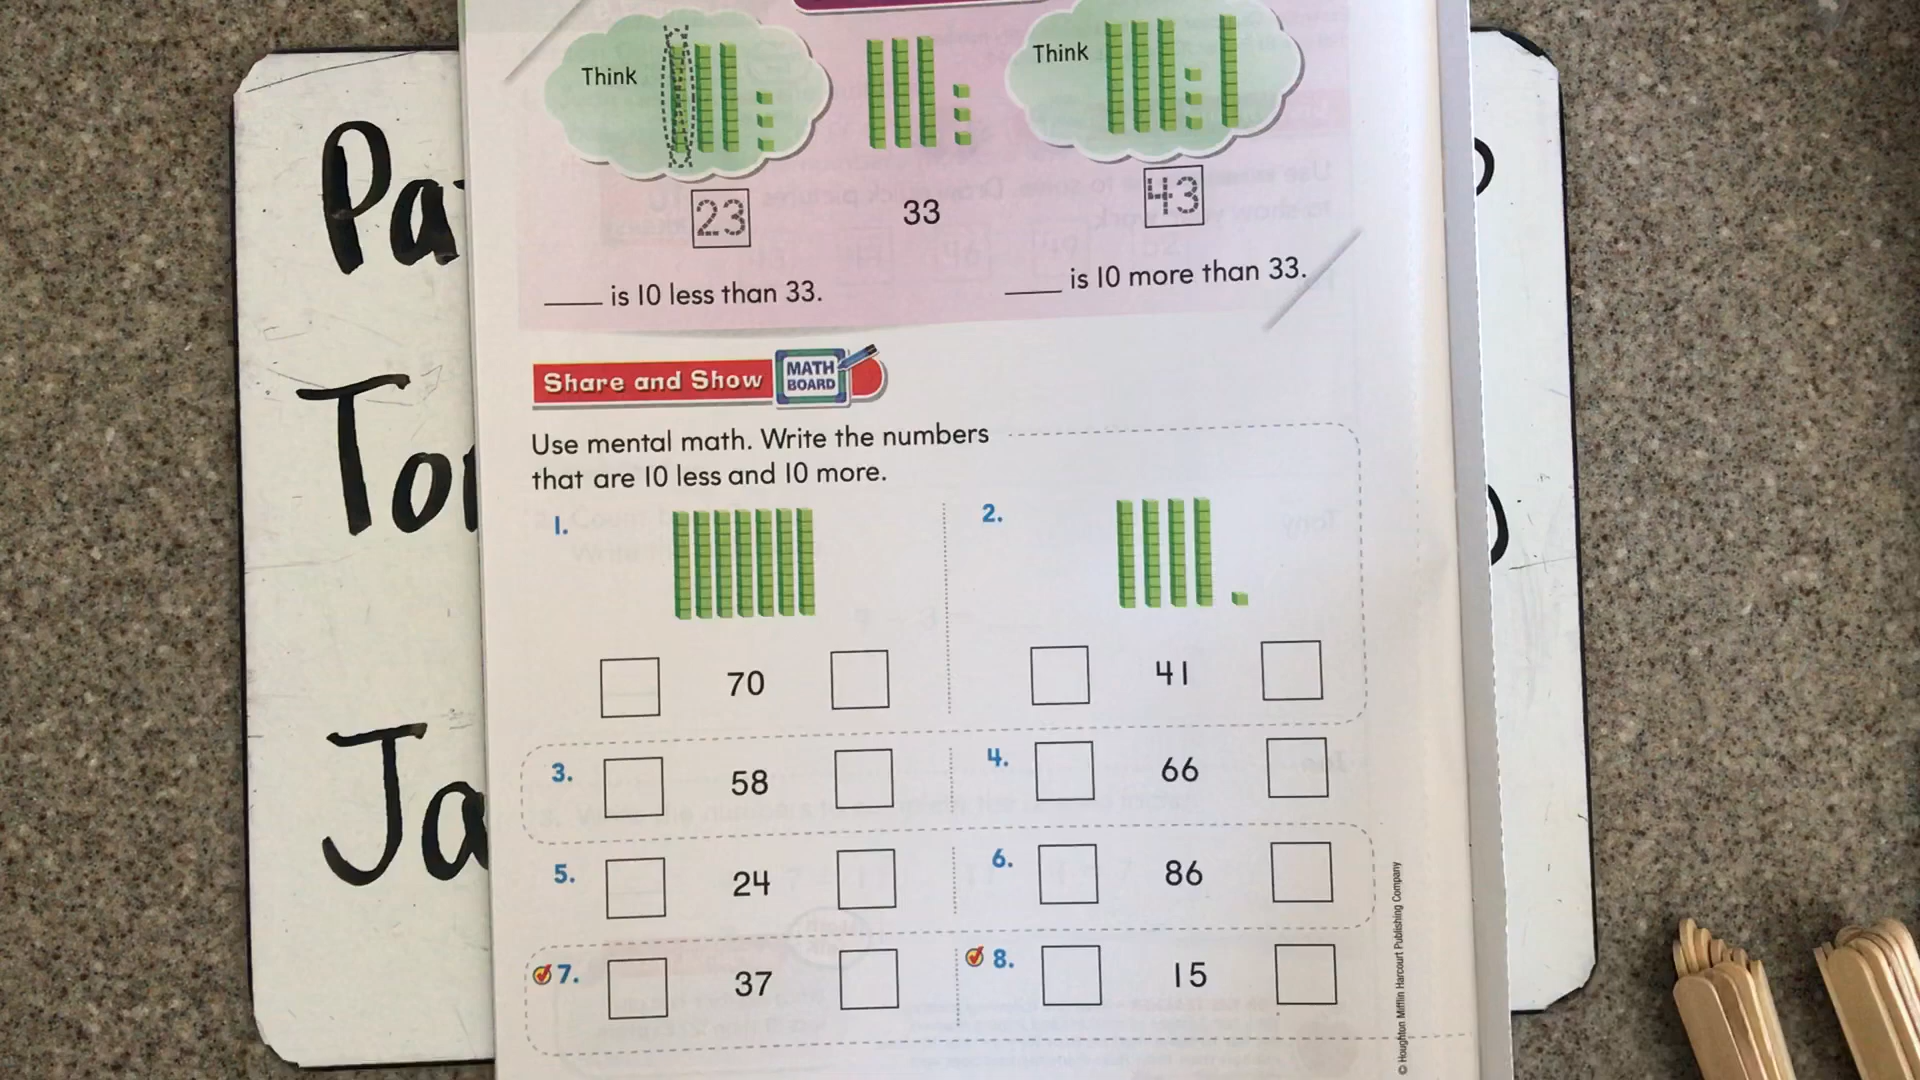 Think
Think
23
33
43
____ is 10 less than 33.
____ is 10 more than 33.
Share and Show
MATH
BOARD
Use mental math. Write the numbers
that are 10 less and 10 more.
1.
2.
70
41
3.
58
4.
66
5.
24
6.
86
7.
37
8.
15
© Houghton Mifflin Harcourt Publishing Company
Pa
To
Ja